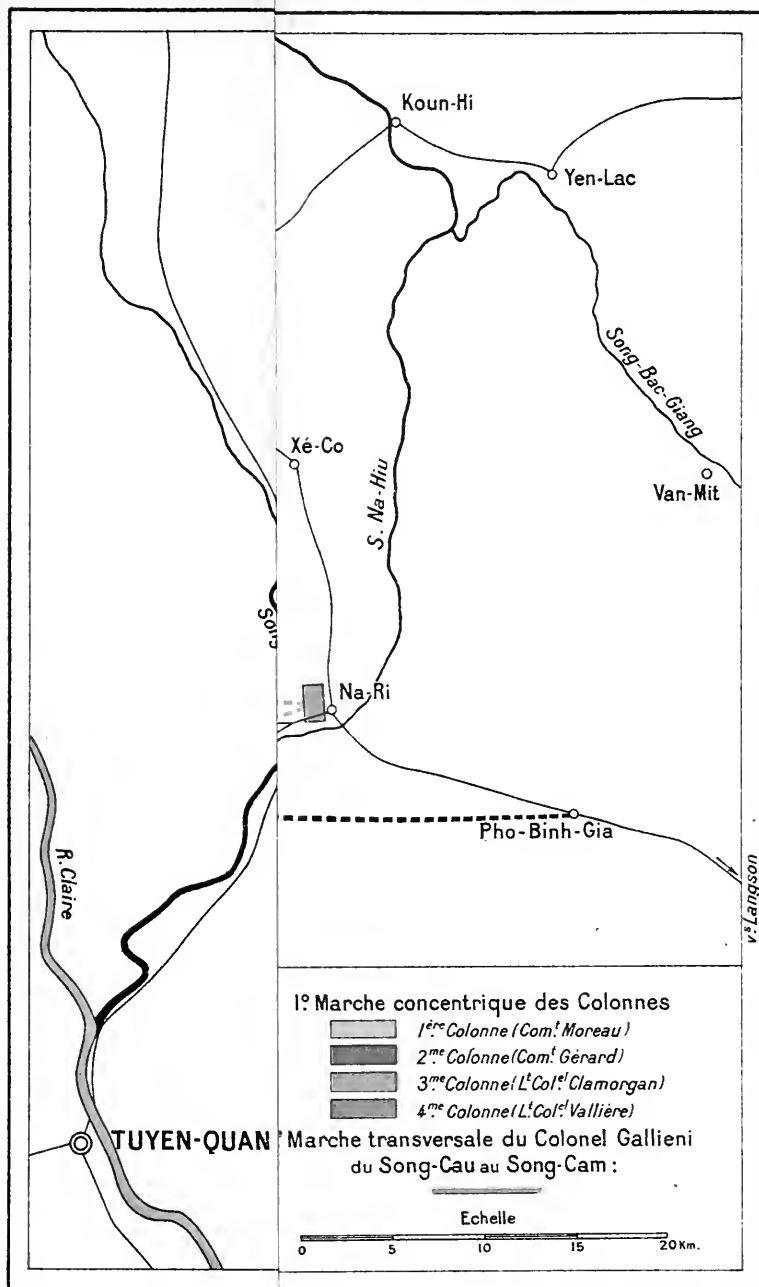 Koun-Hi
Yen-Lac
Song-Bac-Giang
Xé-Co
Van-Mit
S. Na-Hiu
Na-Ri
Pho-Binh-Gia
R. Claire
vs Langson
1º Marche concentrique des Colonnes
1ère Colonne (Comt Moreau)
2me Colonne (Comt Gérard)
3me Colonne (Lt Colel Clamorgan)
4me Colonne (Lt Colel Vallière)
TUYEN-QUAN
Marche transversale du Colonel Gallieni
du Song-Cau au Song-Cam :
Echelle
0 5 10 15 20 Km.